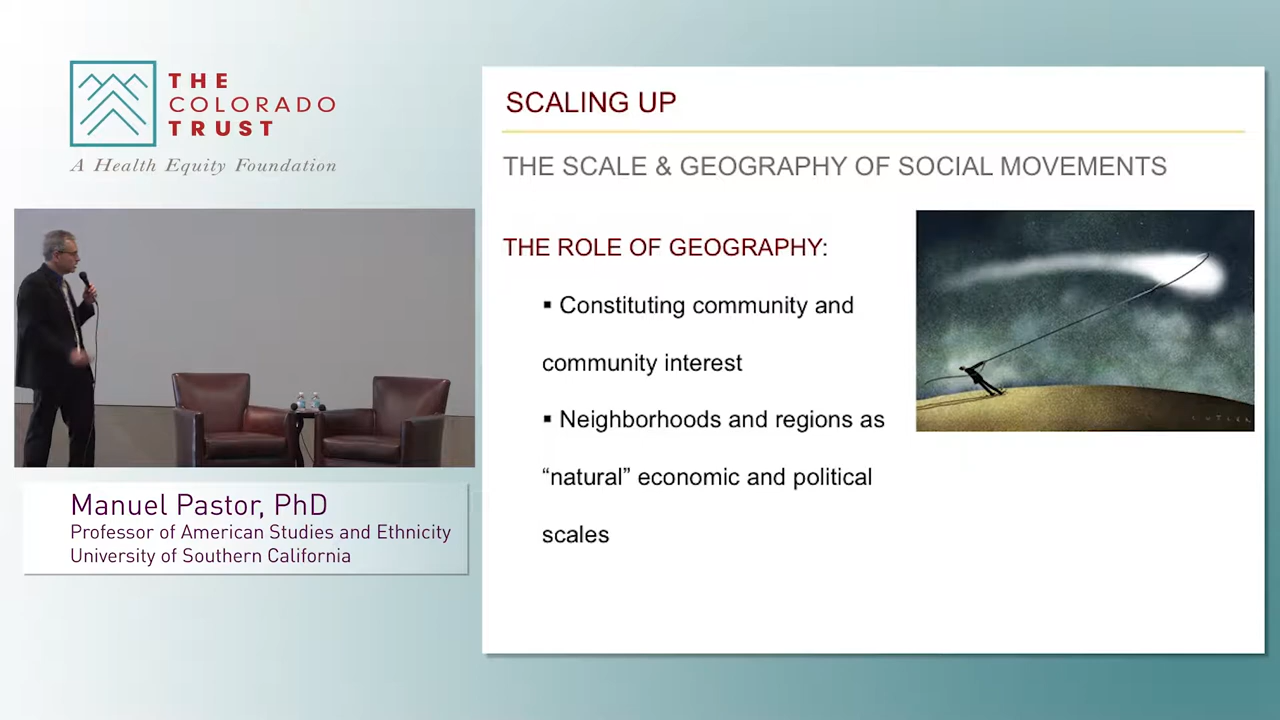 THE
COLORADO
TRUST
A Health Equity Foundation
Manuel Pastor, PhD
Professor of American Studies and Ethnicity
University of Southern California
SCALING UP
THE SCALE & GEOGRAPHY OF SOCIAL MOVEMENTS
THE ROLE OF GEOGRAPHY:
▪ Constituting community and
community interest
▪ Neighborhoods and regions as
“natural” economic and political
scales